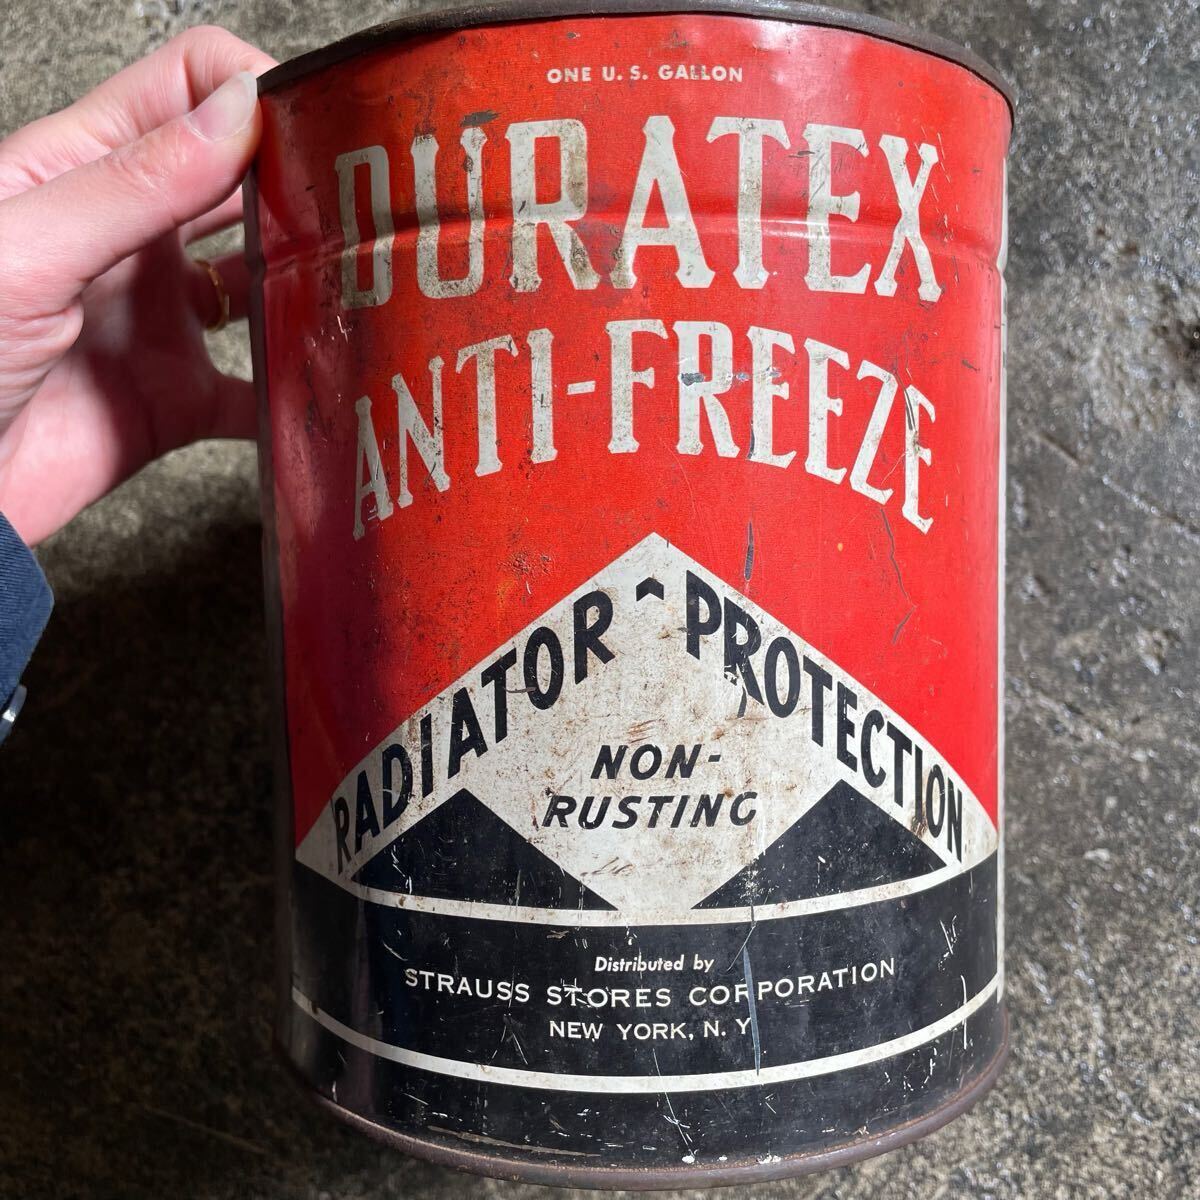 ONE U. S. GALLON
DURATEX
ANTI-FREEZE
RADIATOR - PROTECTION
NON-
RUSTING
Distributed by
STRAUSS STORES CORPORATION
NEW YORK, N. Y